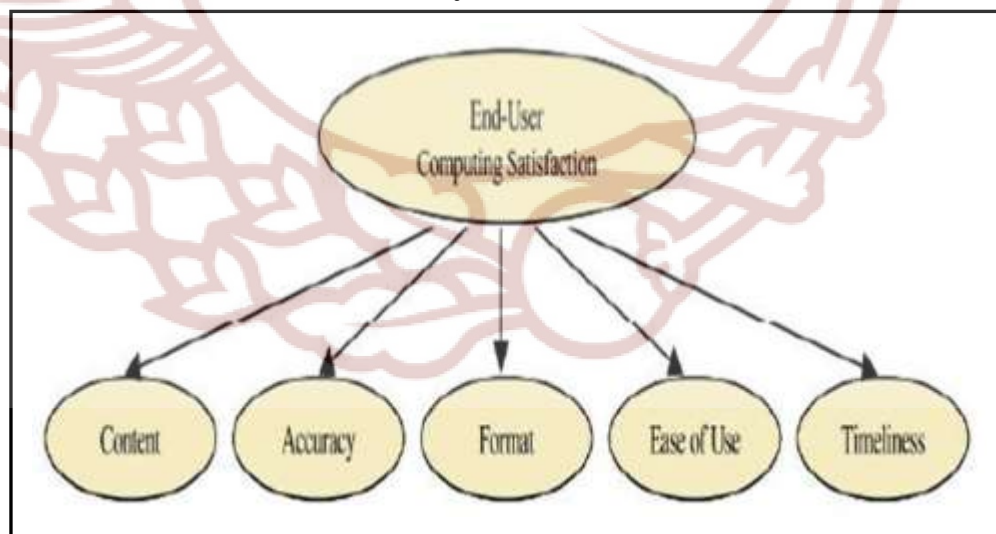 End-User
Computing Satisfaction
Content
Accuracy
Format
Ease of Use
Timeliness